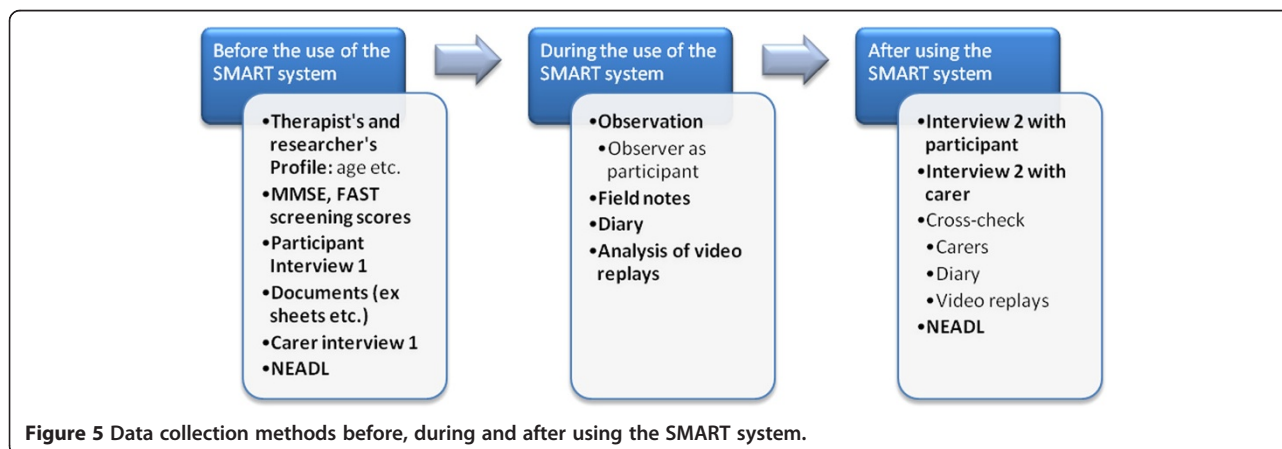 Before the use of the
SMART system
•Therapist's and
researcher's
Profile: age etc.
•MMSE, FAST
screening scores
•Participant
Interview 1
•Documents (ex
sheets etc.)
•Carer interview 1
•NEADL
During the use of the
SMART system
•Observation
•Observer as
participant
•Field notes
•Diary
•Analysis of video
replays
After using the
SMART system
•Interview 2 with
participant
•Interview 2 with
carer
•Cross-check
•Carers
•Diary
•Video replays
•NEADL
Figure 5 Data collection methods before, during and after using the SMART system.